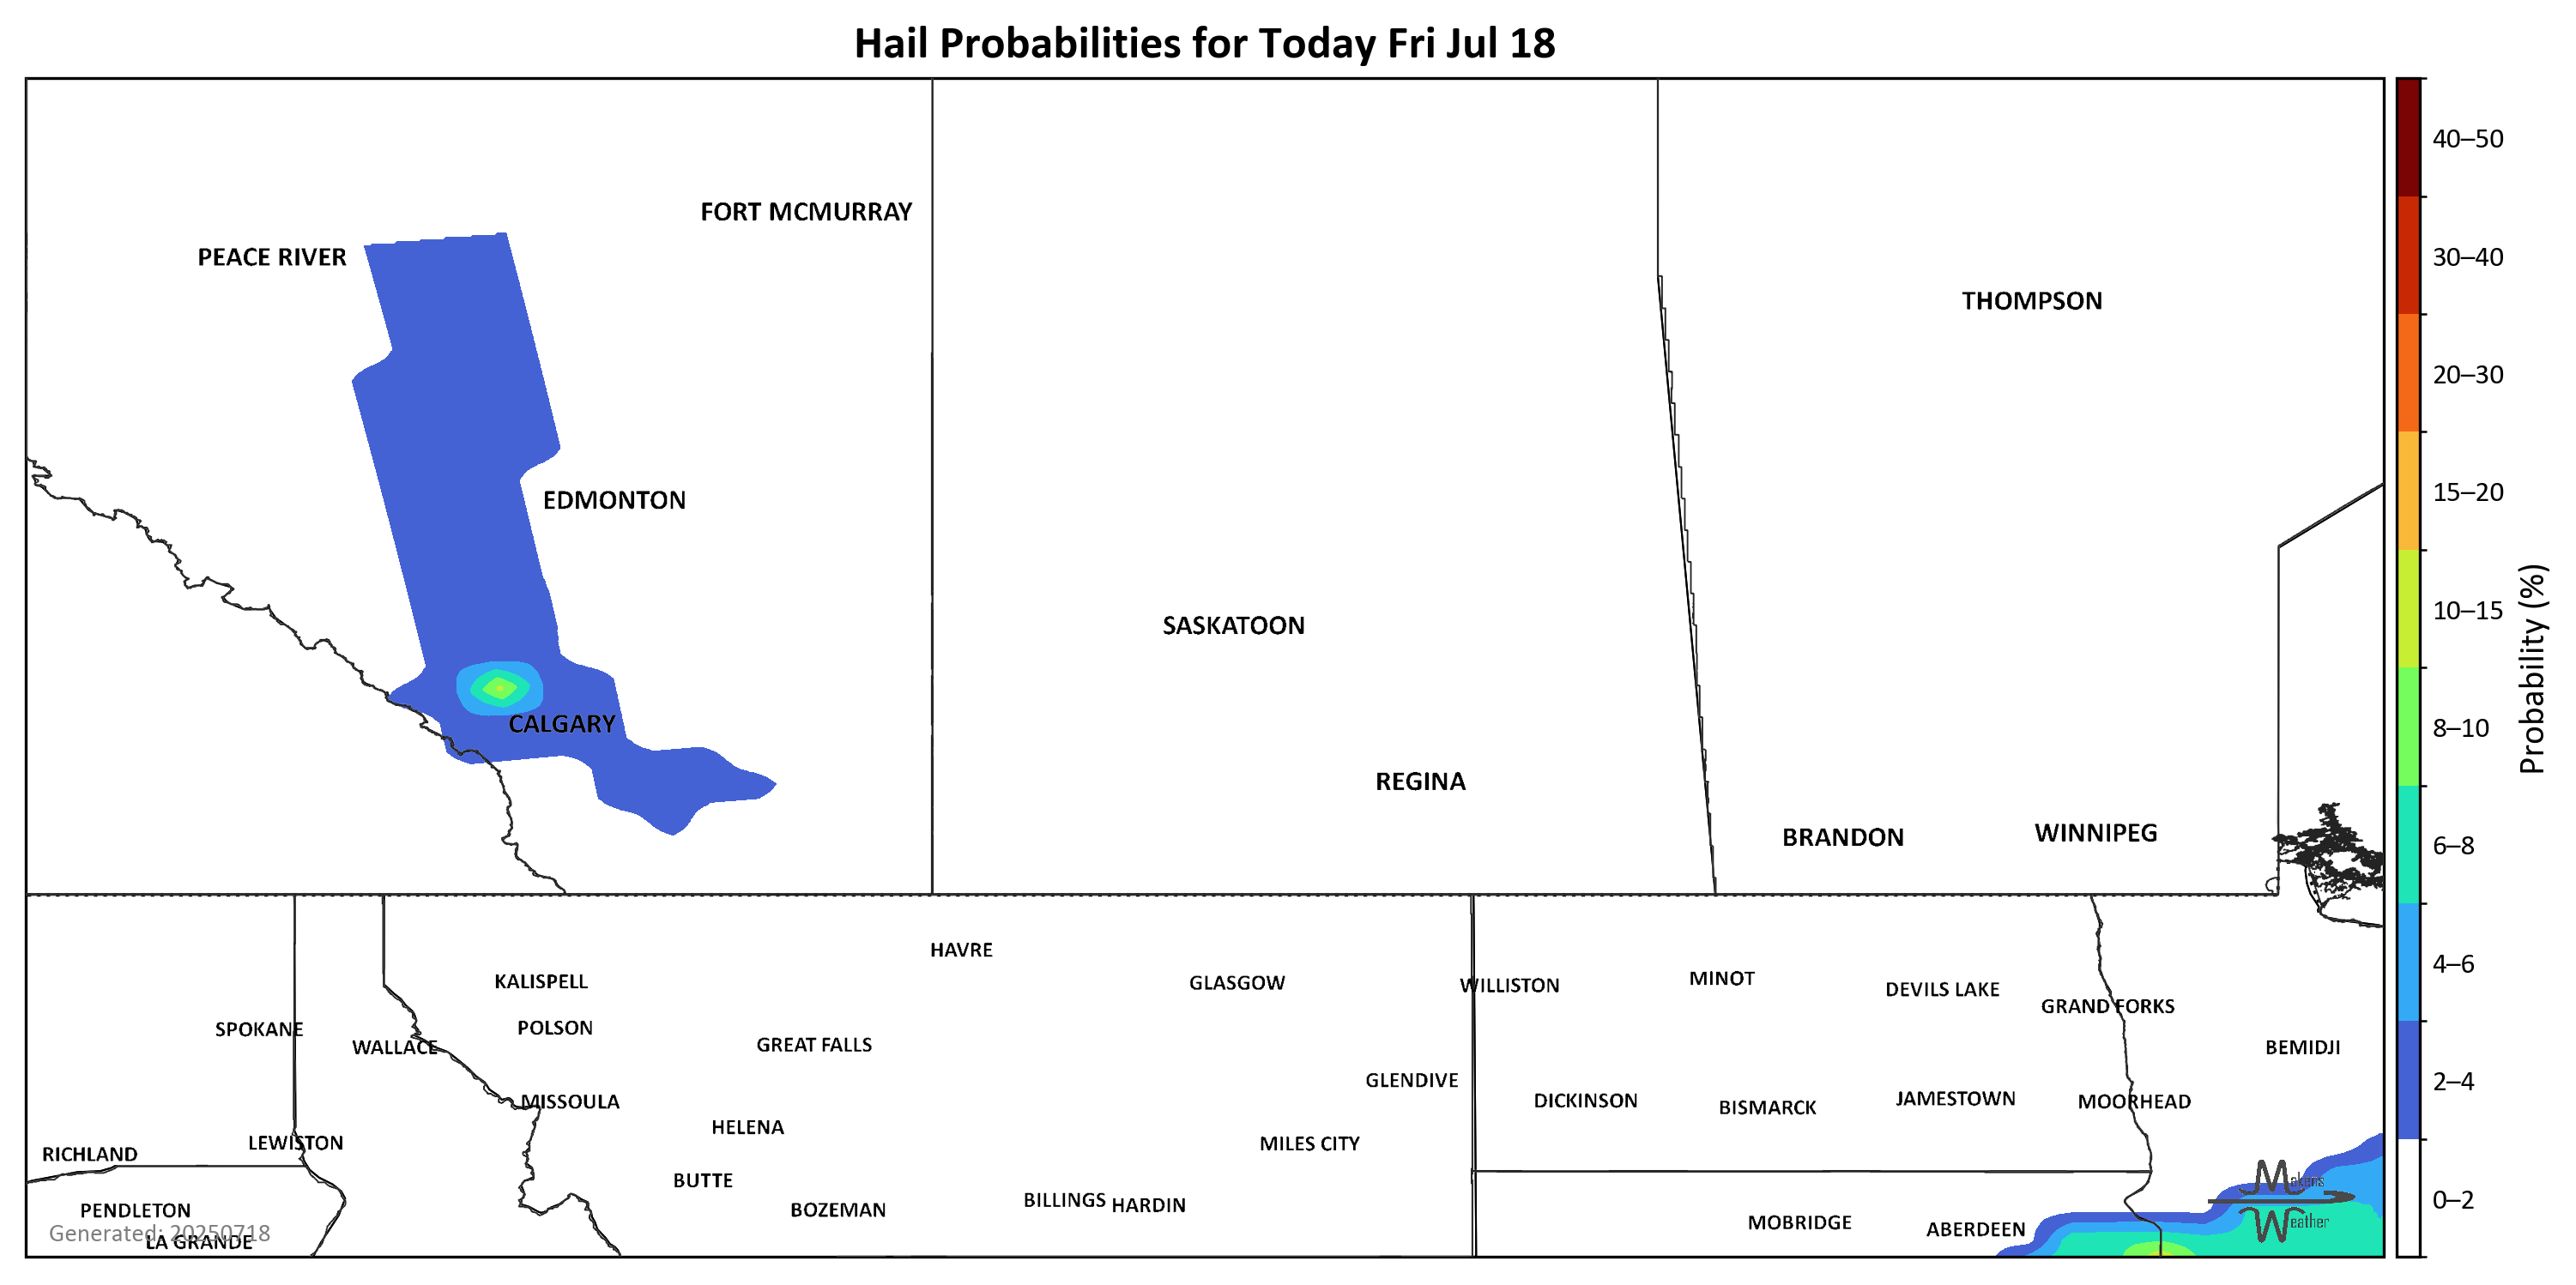 Hail Probabilities for Today Fri Jul 18
40–50
FORT MCMURRAY
PEACE RIVER
30–40
THOMPSON
20–30
EDMONTON
15–20
SASKATOON
10–15
Probability (%)
CALGARY
8–10
REGINA
BRANDON
WINNIPEG
6–8
HAVRE
4–6
KALISPELL
GLASGOW
WILLISTON
MINOT
DEVILS LAKE
GRAND FORKS
SPOKANE
POLSON
WALLACE
GREAT FALLS
BEMIDJI
GLENDIVE
2–4
MISSOULA
DICKINSON
BISMARCK
JAMESTOWN
MOORHEAD
HELENA
LEWISTON
MILES CITY
RICHLAND
BUTTE
Makens
Weather
0–2
PENDLETON
BOZEMAN
BILLINGS
HARDIN
MOBRIDGE
ABERDEEN
Generated: 20250718
LA GRANDE